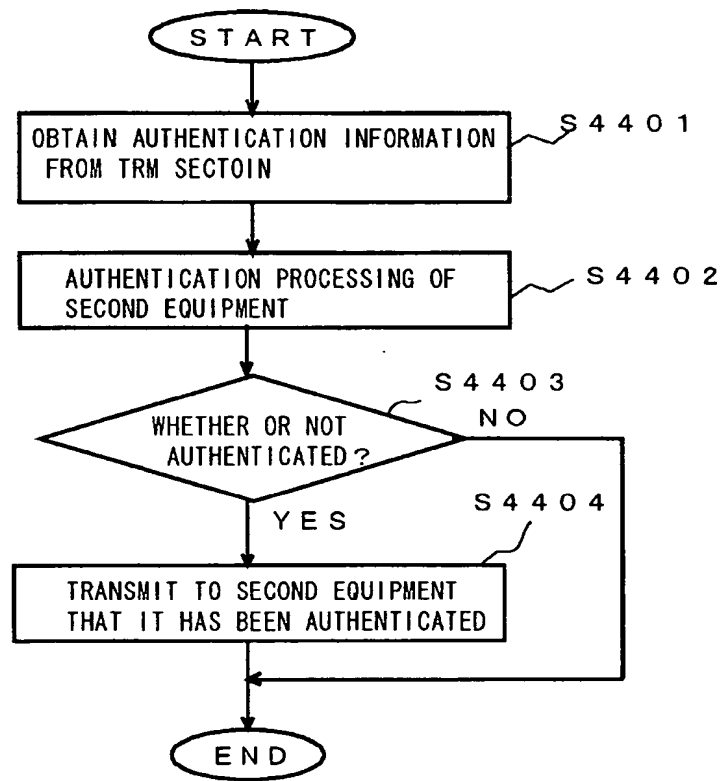 START
OBTAIN AUTHENTICATION INFORMATION
FROM TRM SECTOIN
S4401
AUTHENTICATION PROCESSING OF
SECOND EQUIPMENT
S4402
S4403
WHETHER OR NOT
AUTHENTICATED?
NO
YES
S4404
TRANSMIT TO SECOND EQUIPMENT
THAT IT HAS BEEN AUTHENTICATED
END